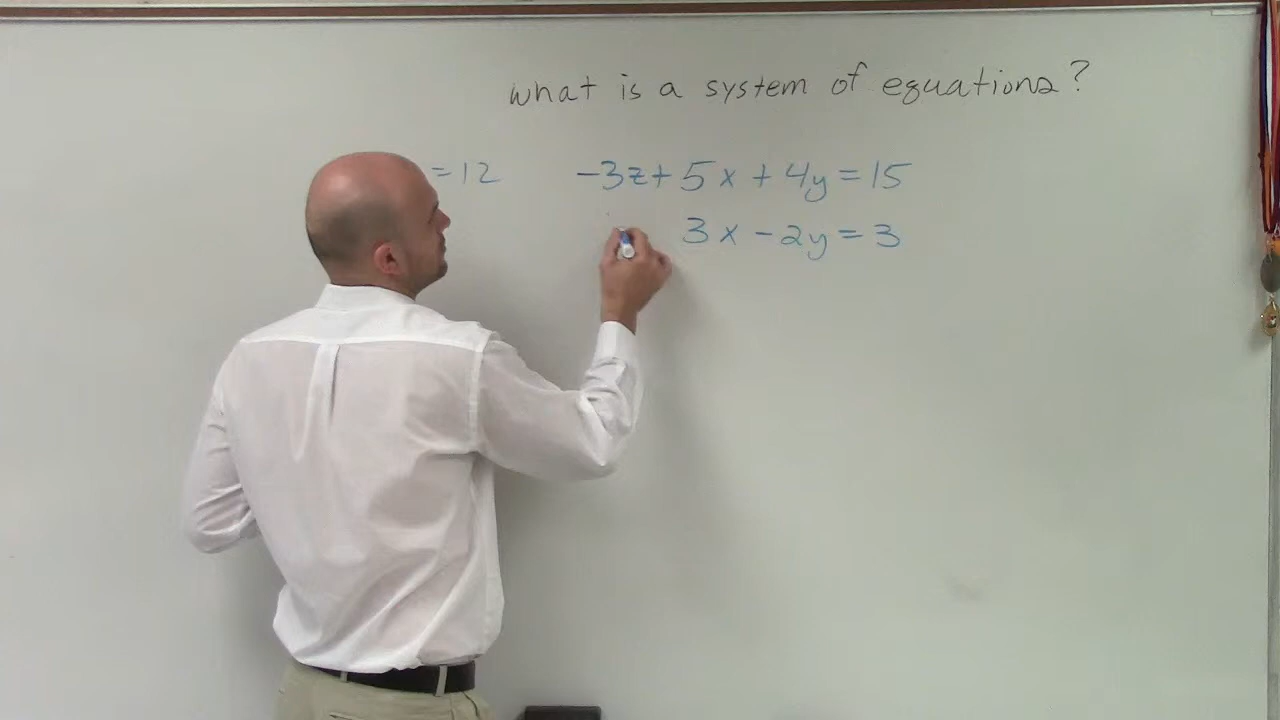 what is a system of equations?
=12 -3z+5x+4y=15
3x-2y=3